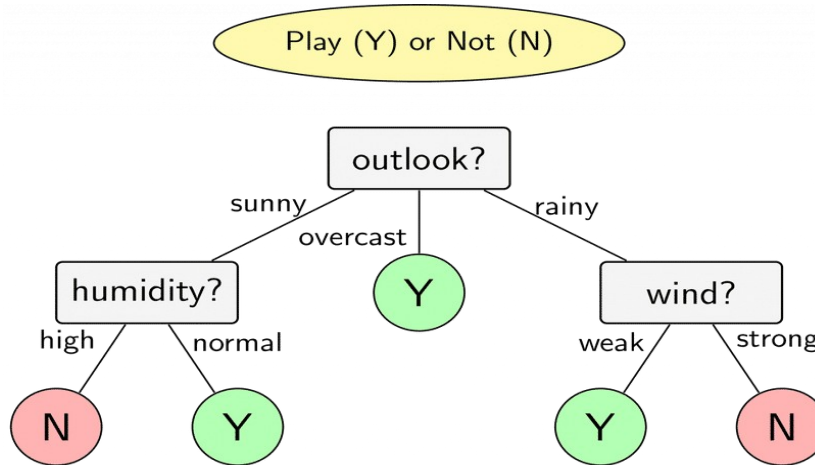 Play (Y) or Not (N)
outlook?
sunny
overcast
rainy
humidity?
Y
wind?
high
normal
weak
strong
N
Y
Y
N